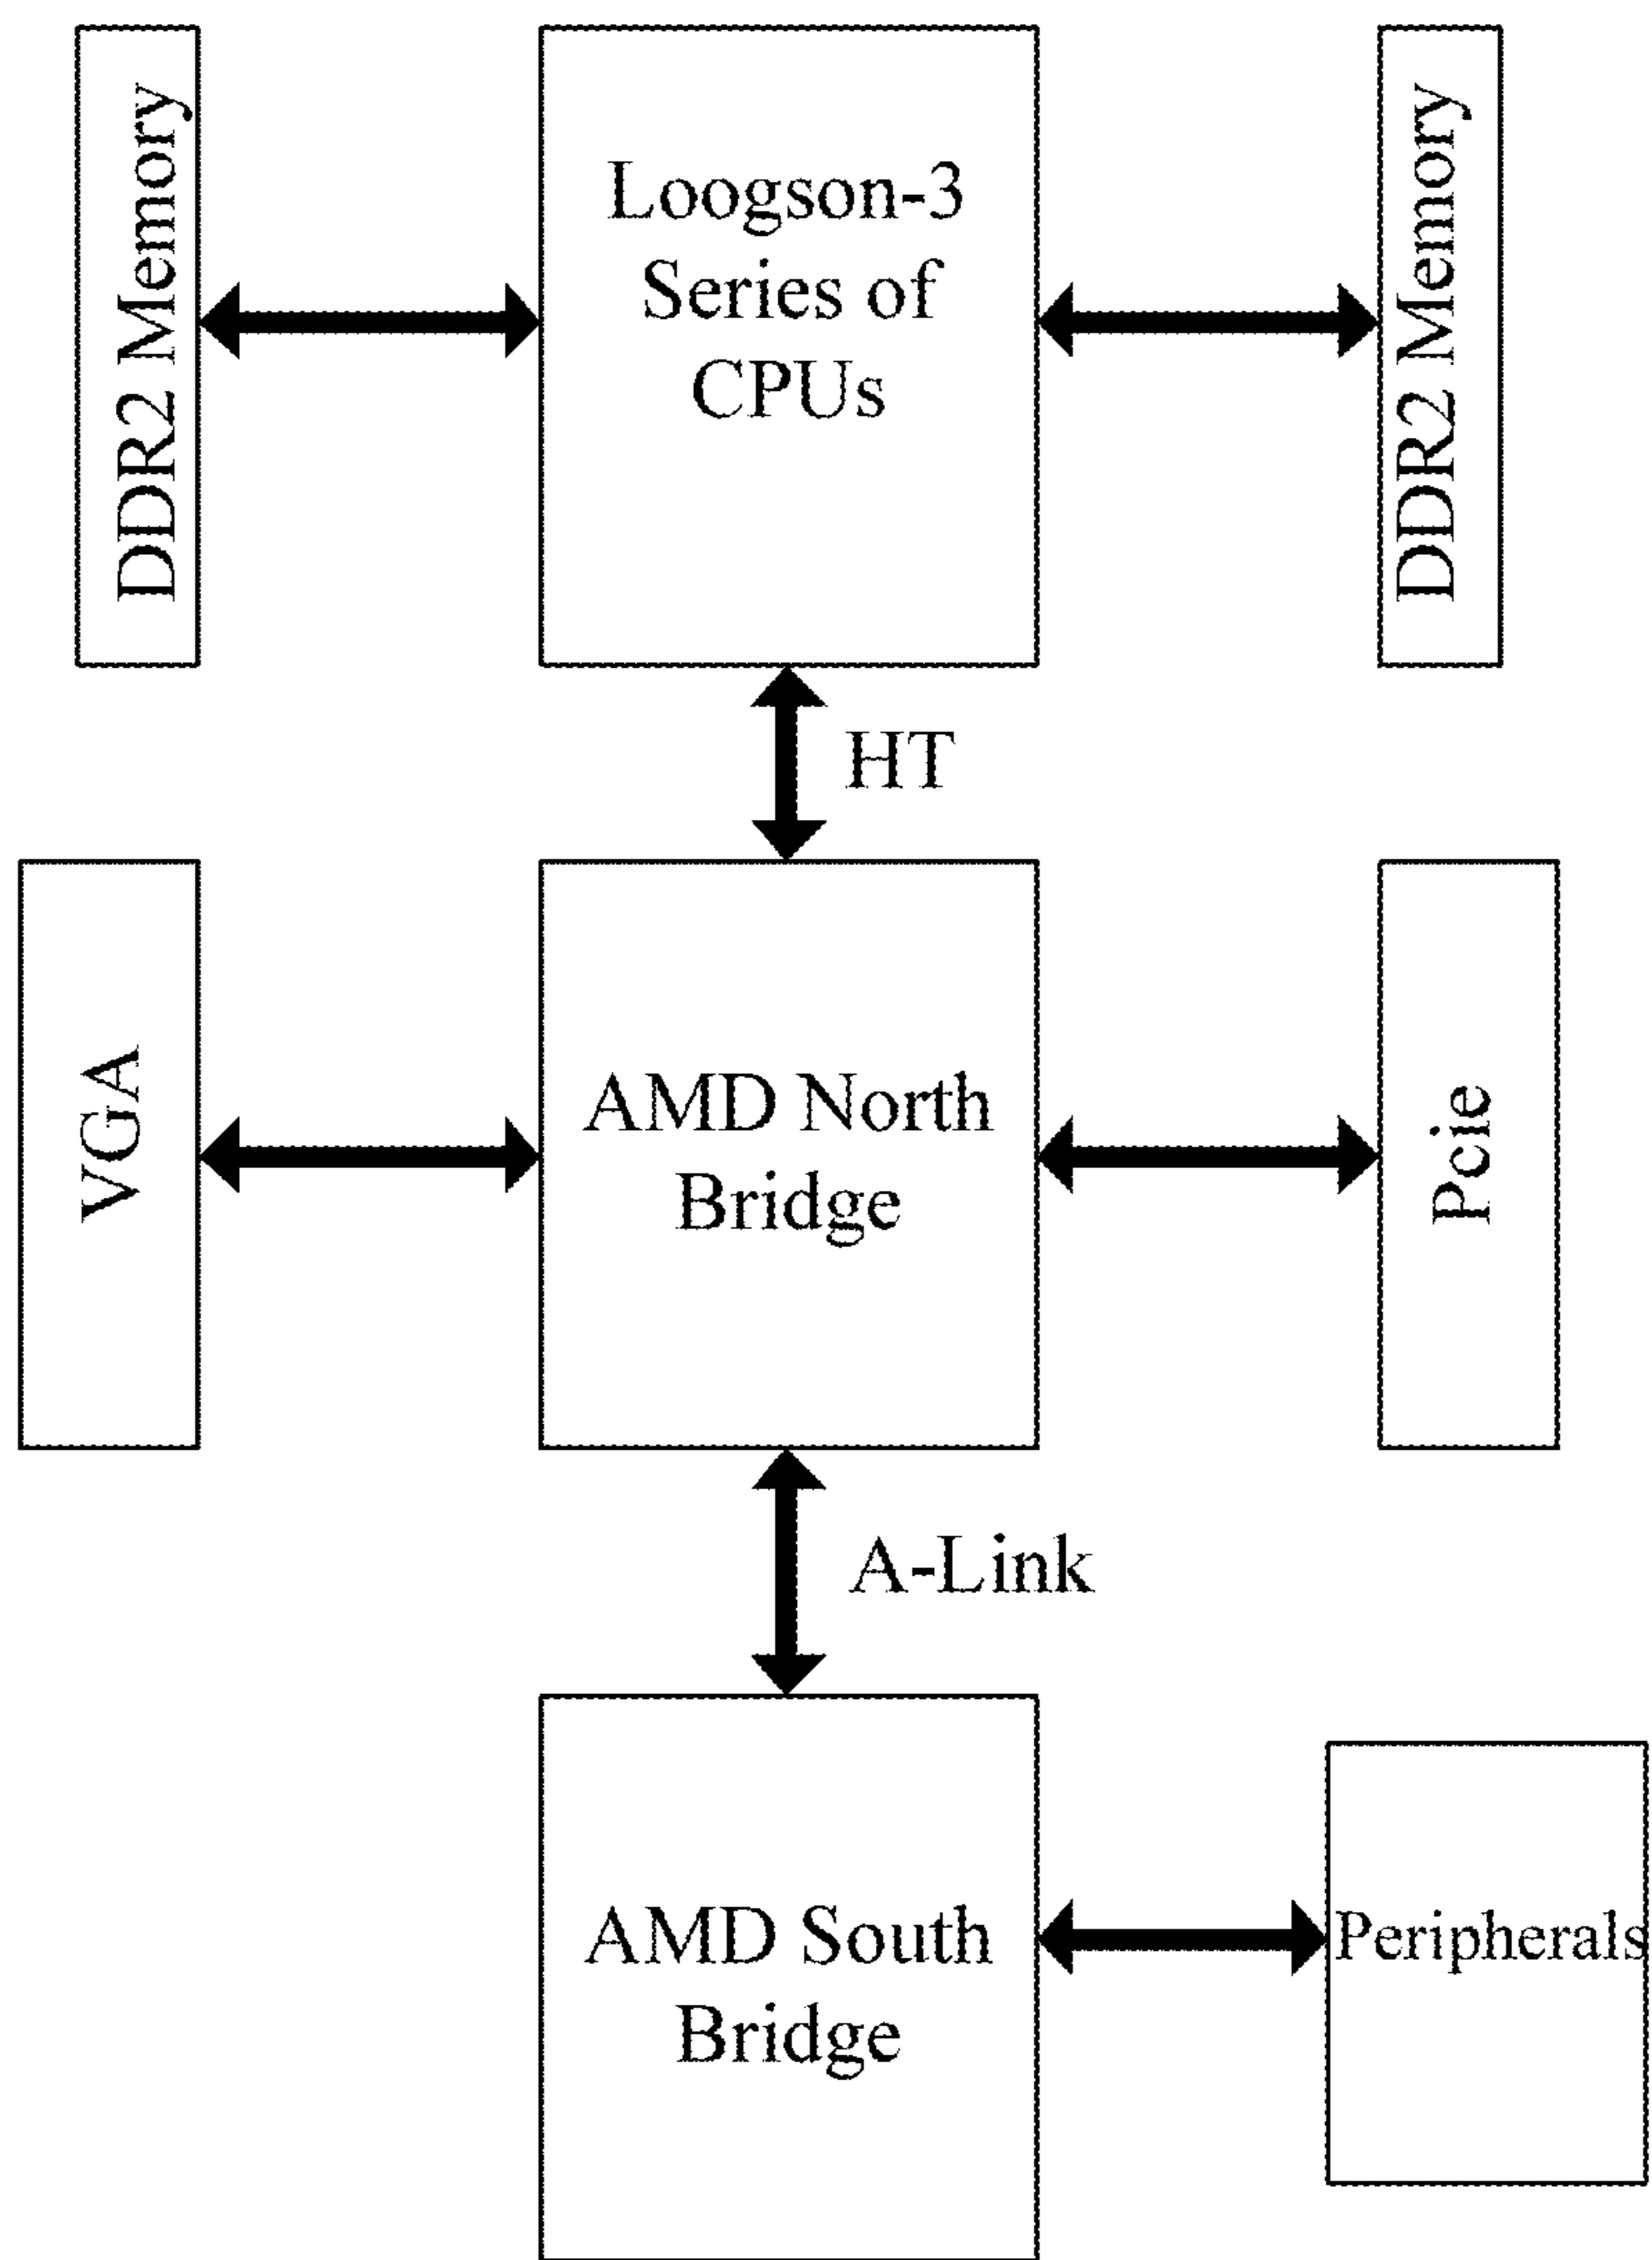 DDR2 Memory
Loogson-3
Series of
CPUs
DDR2 Memory
HT
VGA
AMD North
Bridge
Pcie
A-Link
AMD South
Bridge
Peripherals